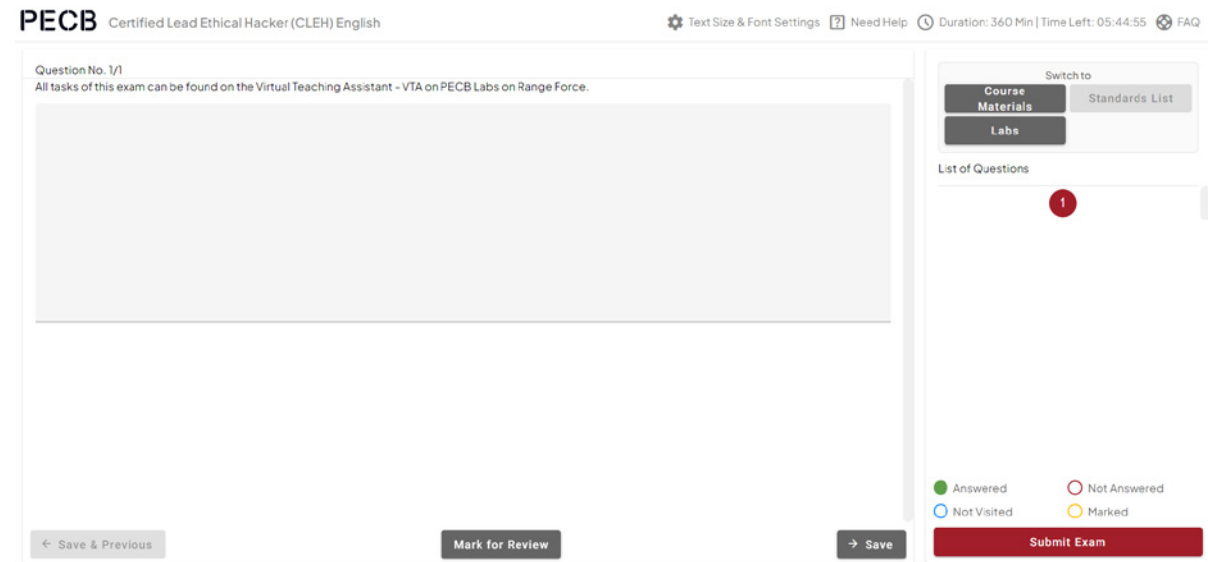 PECB Certified Lead Ethical Hacker (CLEH) English
Text Size & Font Settings ? Need Help Duration: 360 Min | Time Left: 05:44:55 FAQ
Question No. 1/1
All tasks of this exam can be found on the Virtual Teaching Assistant - VTA on PECB Labs on Range Force.
← Save & Previous
Mark for Review
→ Save
Switch to
Course
Materials
Standards List
Labs
List of Questions
1
Answered
Not Answered
Not Visited
Marked
Submit Exam